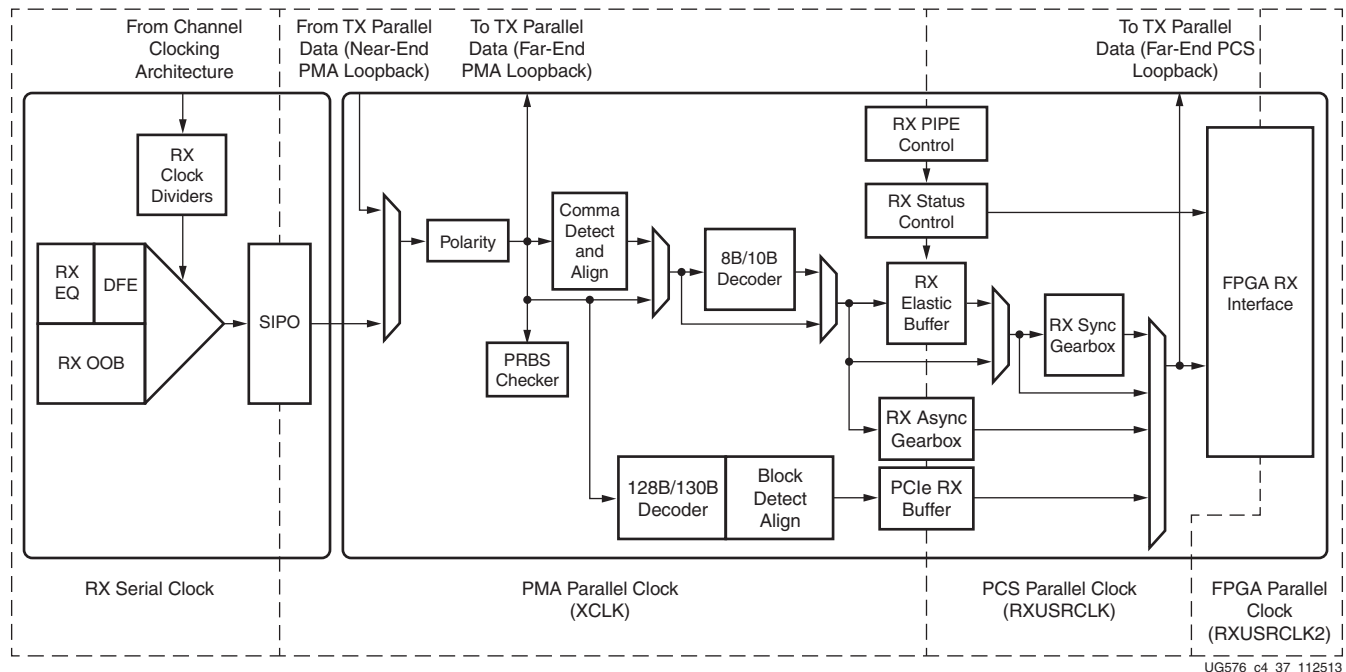 From Channel
Clocking
Architecture
From TX Parallel
Data (Near-End
PMA Loopback)
To TX Parallel
Data (Far-End
PMA Loopback)
To TX Parallel
Data (Far-End PCS
Loopback)
RX
Clock
Dividers
RX
EQ
DFE
RX OOB
SIPO
Polarity
Comma
Detect
and
Align
PRBS
Checker
8B/10B
Decoder
RX PIPE
Control
RX Status
Control
RX
Elastic
Buffer
RX Sync
Gearbox
RX Async
Gearbox
128B/130B
Decoder
Block
Detect
Align
PCIe RX
Buffer
FPGA RX
Interface
RX Serial Clock
PMA Parallel Clock
(XCLK)
PCS Parallel Clock
(RXUSRCLK)
FPGA Parallel
Clock
(RXUSRCLK2)
UG576_c4_37_112513